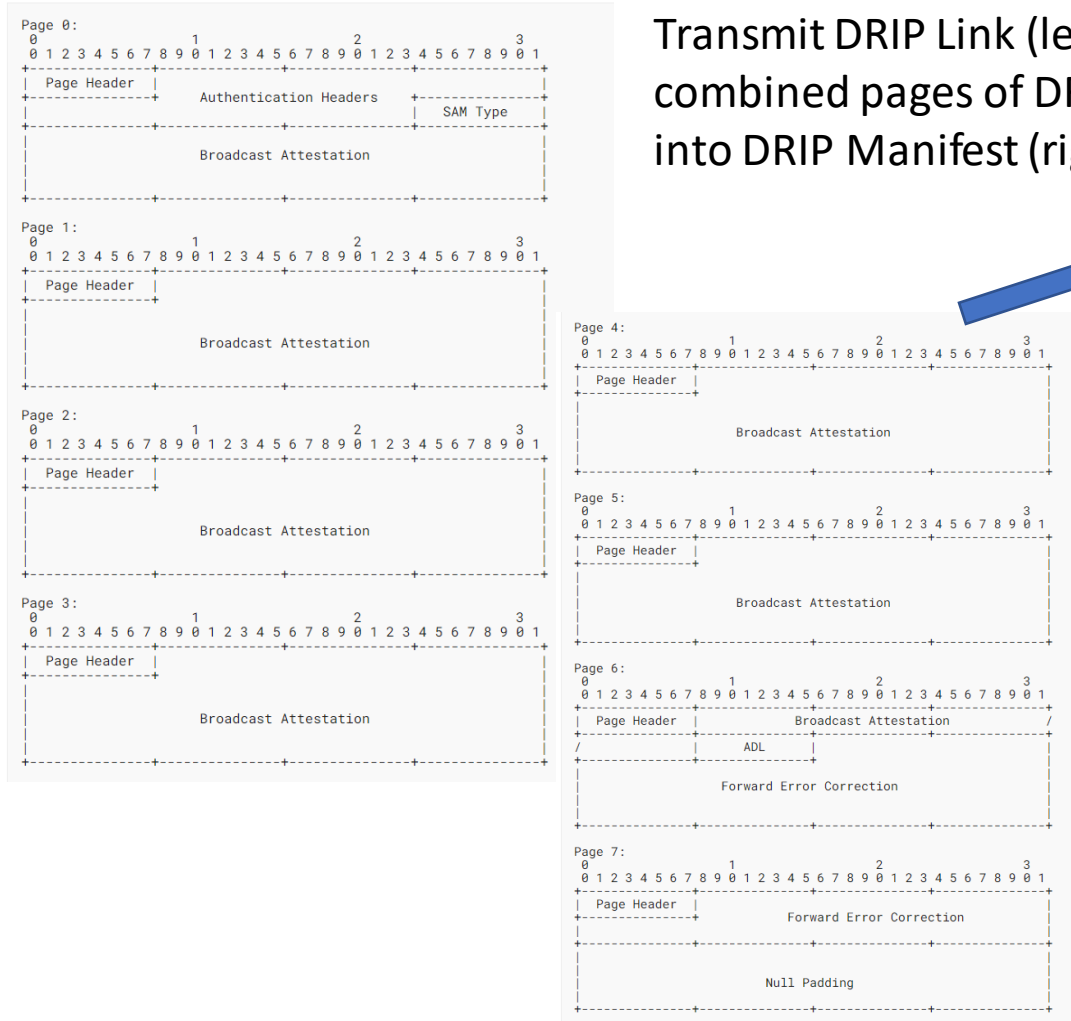 Transmit DRIP Link (le
combined pages of DR
into DRIP Manifest (rig
Page 0:
0 1 2 3
0 1 2 3 4 5 6 7 8 9 0 1 2 3 4 5 6 7 8 9 0 1 2 3 4 5 6 7 8 9 0 1
Page Header
Authentication Headers
SAM Type
Broadcast Attestation
Page 1:
0 1 2 3
0 1 2 3 4 5 6 7 8 9 0 1 2 3 4 5 6 7 8 9 0 1 2 3 4 5 6 7 8 9 0 1
Page Header
Broadcast Attestation
Page 2:
0 1 2 3
0 1 2 3 4 5 6 7 8 9 0 1 2 3 4 5 6 7 8 9 0 1 2 3 4 5 6 7 8 9 0 1
Page Header
Broadcast Attestation
Page 3:
0 1 2 3
0 1 2 3 4 5 6 7 8 9 0 1 2 3 4 5 6 7 8 9 0 1 2 3 4 5 6 7 8 9 0 1
Page Header
Broadcast Attestation
Page 4:
0 1 2 3
0 1 2 3 4 5 6 7 8 9 0 1 2 3 4 5 6 7 8 9 0 1 2 3 4 5 6 7 8 9 0 1
Page Header
Broadcast Attestation
Page 5:
0 1 2 3
0 1 2 3 4 5 6 7 8 9 0 1 2 3 4 5 6 7 8 9 0 1 2 3 4 5 6 7 8 9 0 1
Page Header
Broadcast Attestation
Page 6:
0 1 2 3
0 1 2 3 4 5 6 7 8 9 0 1 2 3 4 5 6 7 8 9 0 1 2 3 4 5 6 7 8 9 0 1
Page Header Broadcast Attestation /
/ ADL
Forward Error Correction
Page 7:
0 1 2 3
0 1 2 3 4 5 6 7 8 9 0 1 2 3 4 5 6 7 8 9 0 1 2 3 4 5 6 7 8 9 0 1
Page Header
Forward Error Correction
Null Padding